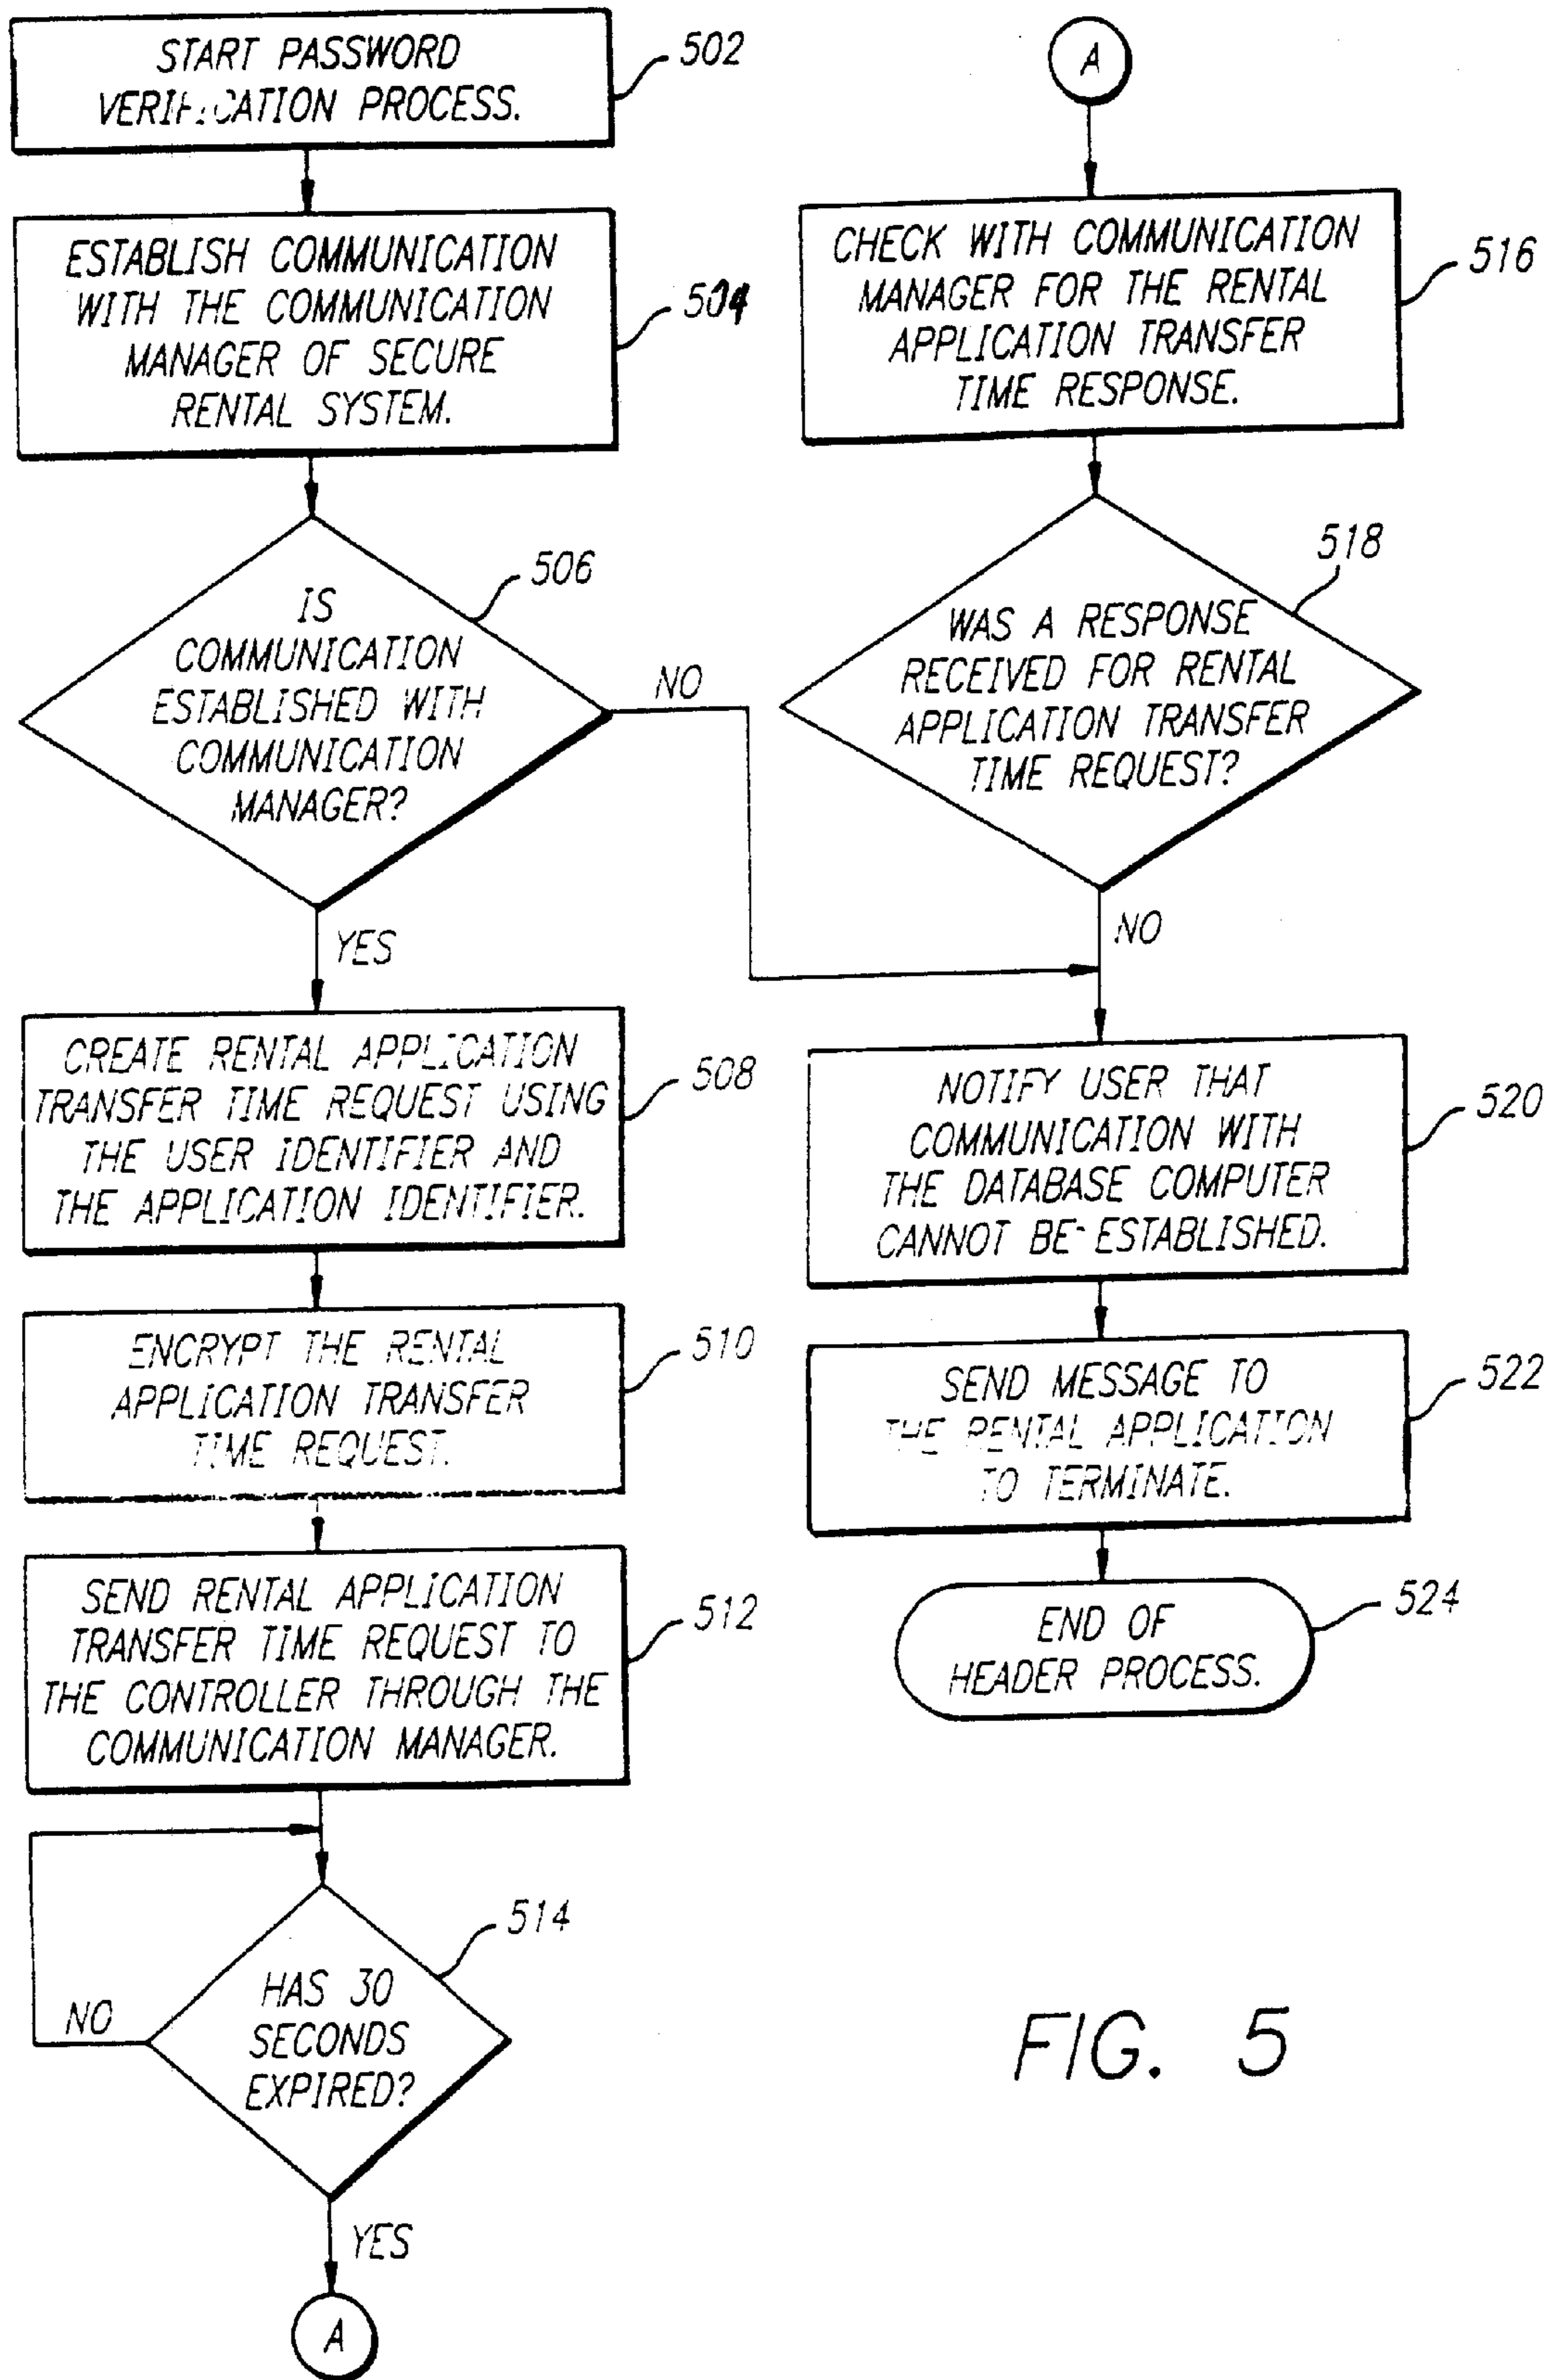 START PASSWORD
VERIFICATION PROCESS.
502
ESTABLISH COMMUNICATION
WITH THE COMMUNICATION
MANAGER OF SECURE
RENTAL SYSTEM.
504
IS
COMMUNICATION
ESTABLISHED WITH
COMMUNICATION
MANAGER?
506
NO
YES
CREATE RENTAL APPLICATION
TRANSFER TIME REQUEST USING
THE USER IDENTIFIER AND
THE APPLICATION IDENTIFIER.
508
ENCRYPT THE RENTAL
APPLICATION TRANSFER
TIME REQUEST.
510
SEND RENTAL APPLICATION
TRANSFER TIME REQUEST TO
THE CONTROLLER THROUGH THE
COMMUNICATION MANAGER.
512
HAS 30
SECONDS
EXPIRED?
514
NO
YES
A
A
CHECK WITH COMMUNICATION
MANAGER FOR THE RENTAL
APPLICATION TRANSFER
TIME RESPONSE.
516
WAS A RESPONSE
RECEIVED FOR RENTAL
APPLICATION TRANSFER
TIME REQUEST?
518
NO
NOTIFY USER THAT
COMMUNICATION WITH
THE DATABASE COMPUTER
CANNOT BE ESTABLISHED.
520
SEND MESSAGE TO
THE RENTAL APPLICATION
TO TERMINATE.
522
END OF
HEADER PROCESS.
524
FIG. 5